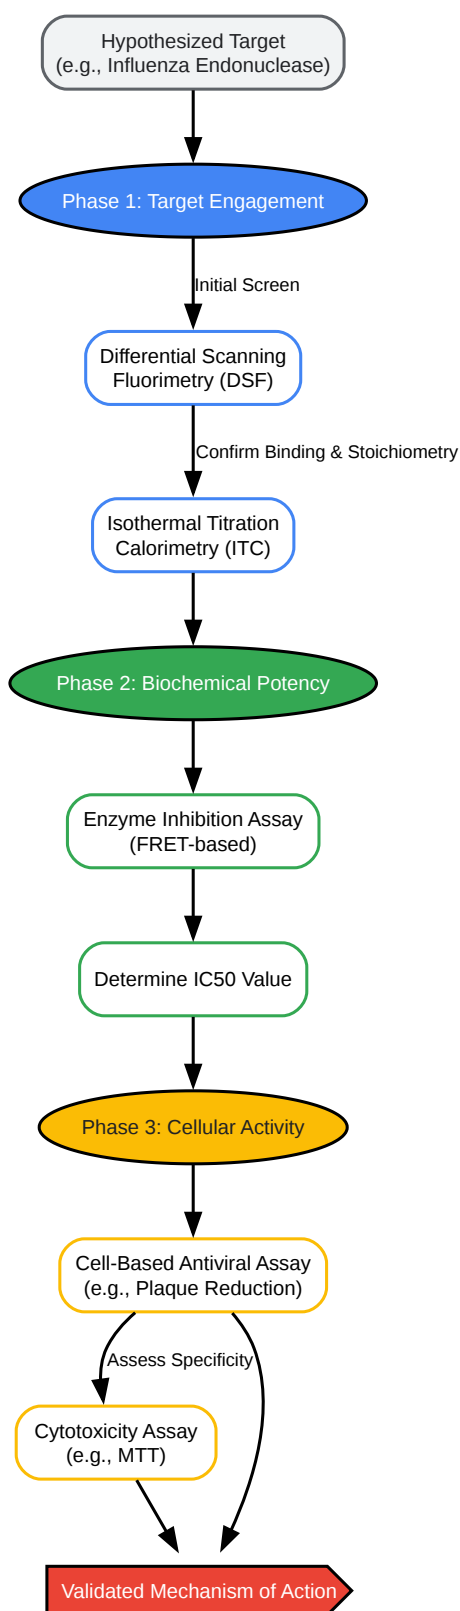 Hypothesized Target
(e.g., Influenza Endonuclease)
Phase 1: Target Engagement
Initial Screen
Differential Scanning
Fluorimetry (DSF)
Confirm Binding & Stoichiometry
Isothermal Titration
Calorimetry (ITC)
Phase 2: Biochemical Potency
Enzyme Inhibition Assay
(FRET-based)
Determine IC50 Value
Phase 3: Cellular Activity
Cell-Based Antiviral Assay
(e.g., Plaque Reduction)
Assess Specificity
Cytotoxicity Assay
(e.g., MTT)
Validated Mechanism of Action